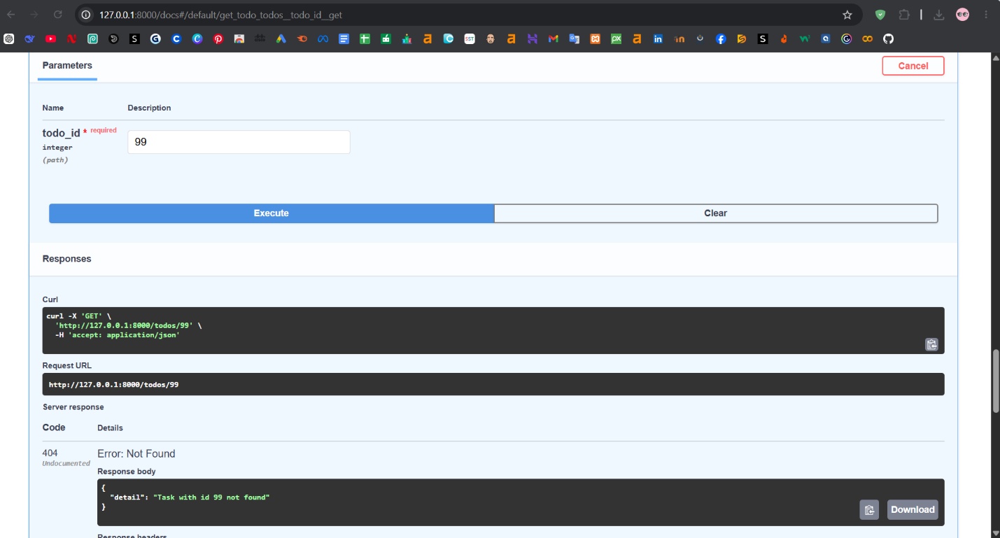 127.0.0.1:8000/docs#/default/get_todo_todos__todo_id__get
Parameters
Cancel
Name Description
todo_id * required
99
integer
(path)
Execute
Clear
Responses
Curl
curl -X 'GET' \
'http://127.0.0.1:8000/todos/99' \
-H 'accept: application/json'
Request URL
http://127.0.0.1:8000/todos/99
Server response
Code Details
404 Error: Not Found
Undocumented
Response body
{
"detail": "Task with id 99 not found"
}
Download
Response headers